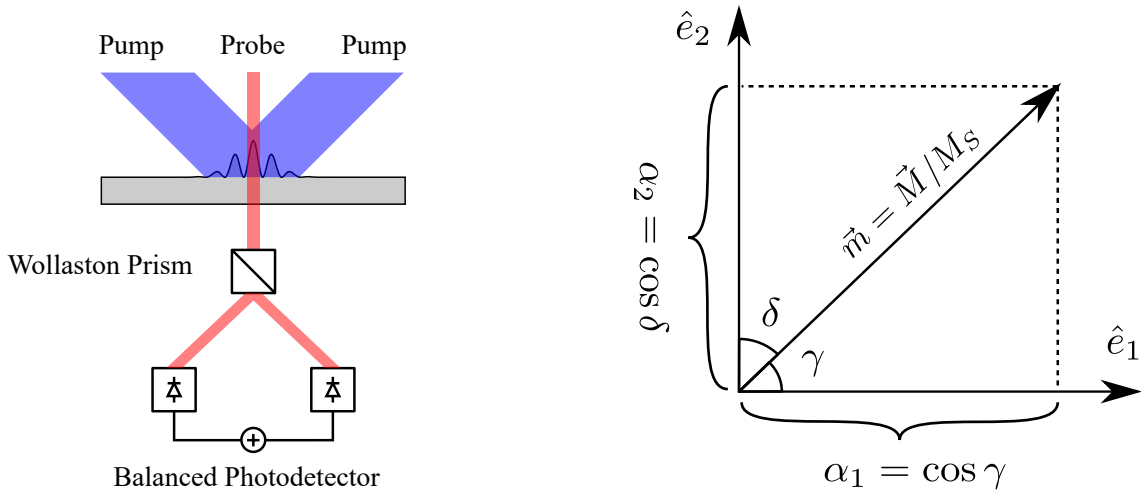 Pump
Probe
Pump
Wollaston Prism
Balanced Photodetector
ê₂
α₂ = cos δ
m⃗ = M⃗/M_S
δ
γ
ê₁
α₁ = cos γ